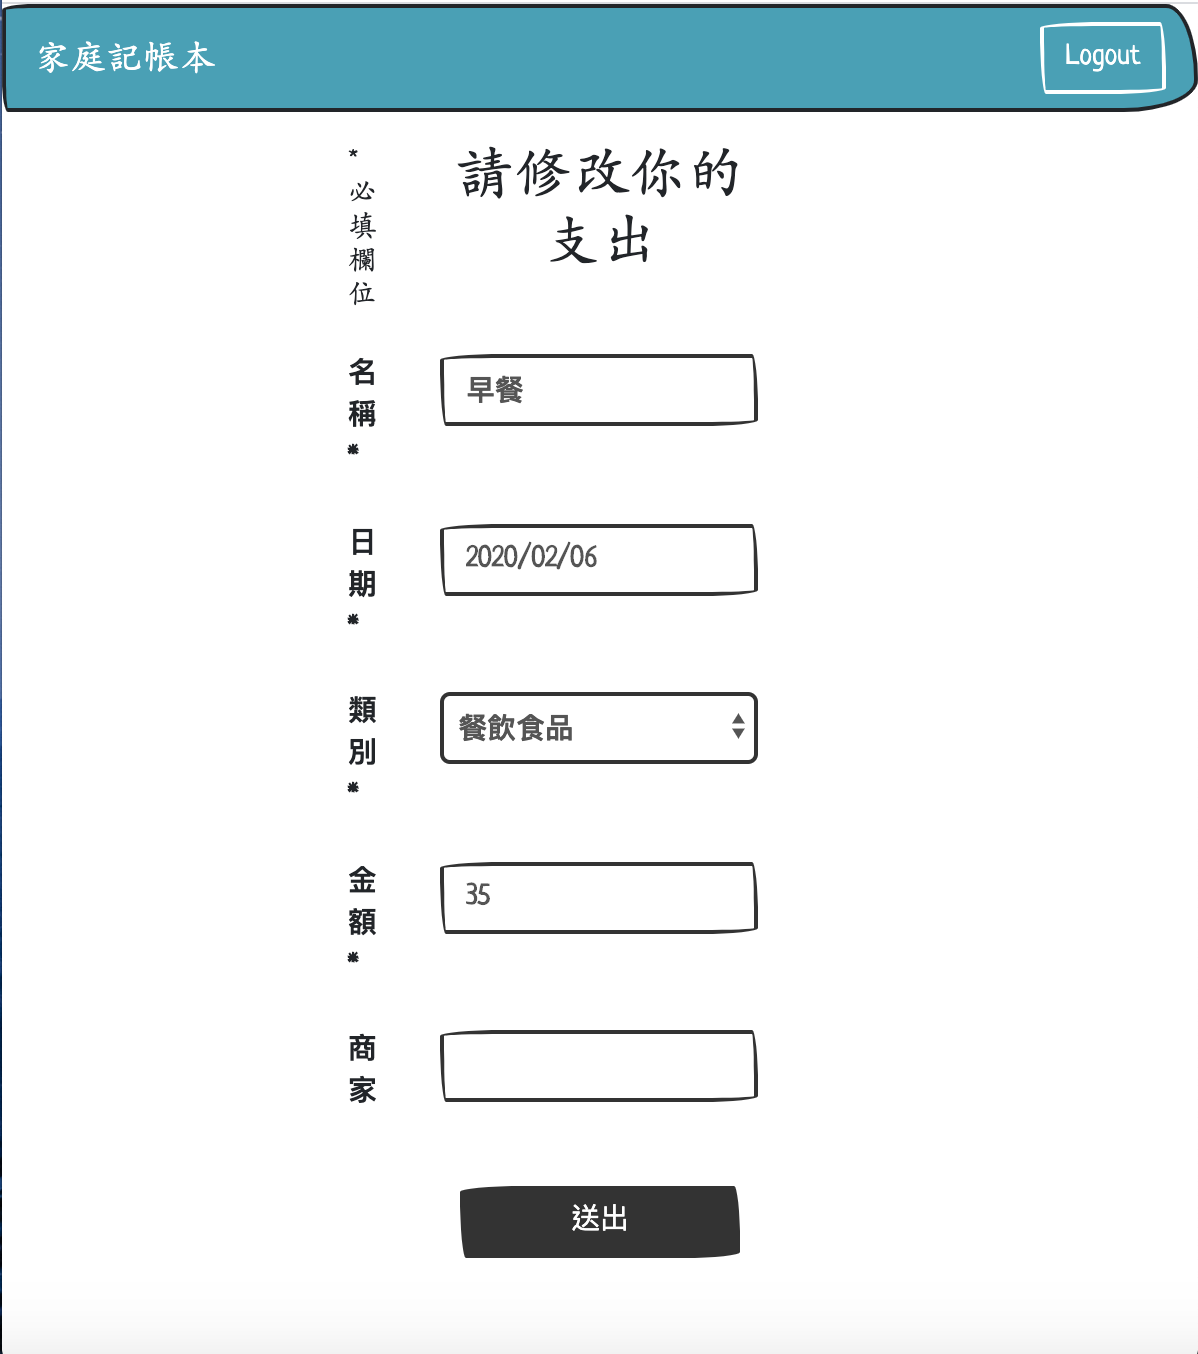 家庭記帳本
Logout
*
必
填
欄
位
請修改你的
支出
名
稱
*
早餐
日
期
*
2020/02/06
類
別
*
餐飲食品
金
額
*
35
商
家
送出